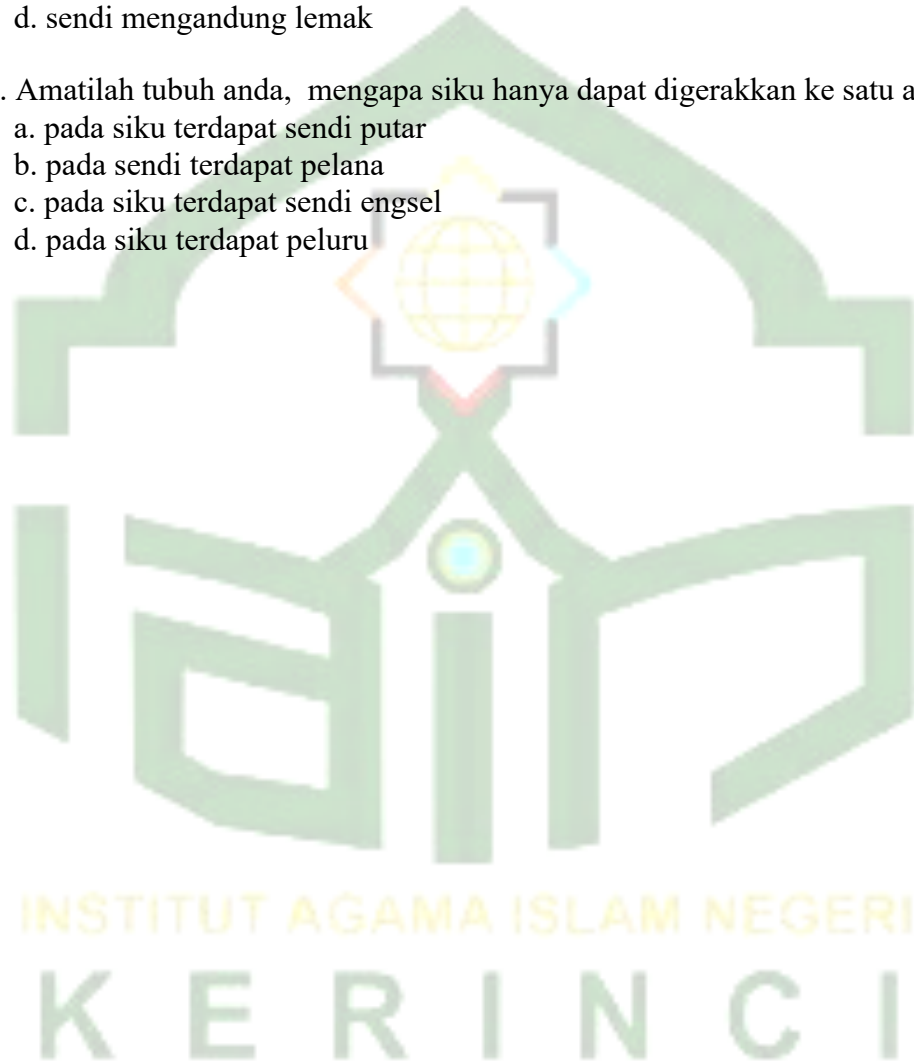 d. sendi mengandung lemak
. Amatilah tubuh anda, mengapa siku hanya dapat digerakkan ke satu a
a. pada siku terdapat sendi putar
b. pada sendi terdapat pelana
c. pada siku terdapat sendi engsel
d. pada siku terdapat peluru
INSTITUT AGAMA ISLAM NEGERI
KERINCI